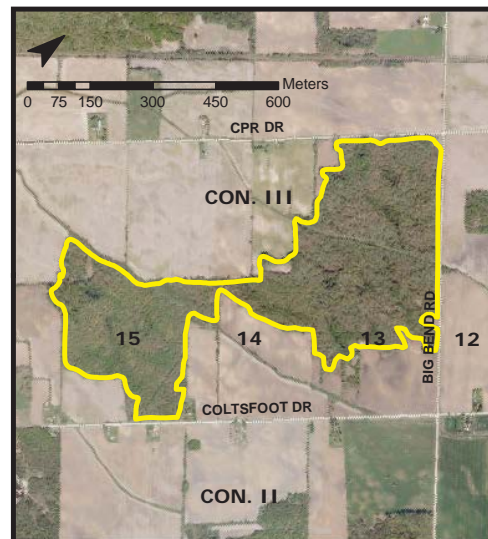 Meters
0 75 150 300 450 600
CPR DR
CON. III
15 14 13 12
BIG BEND RD
COLTSFOOT DR
CON. II